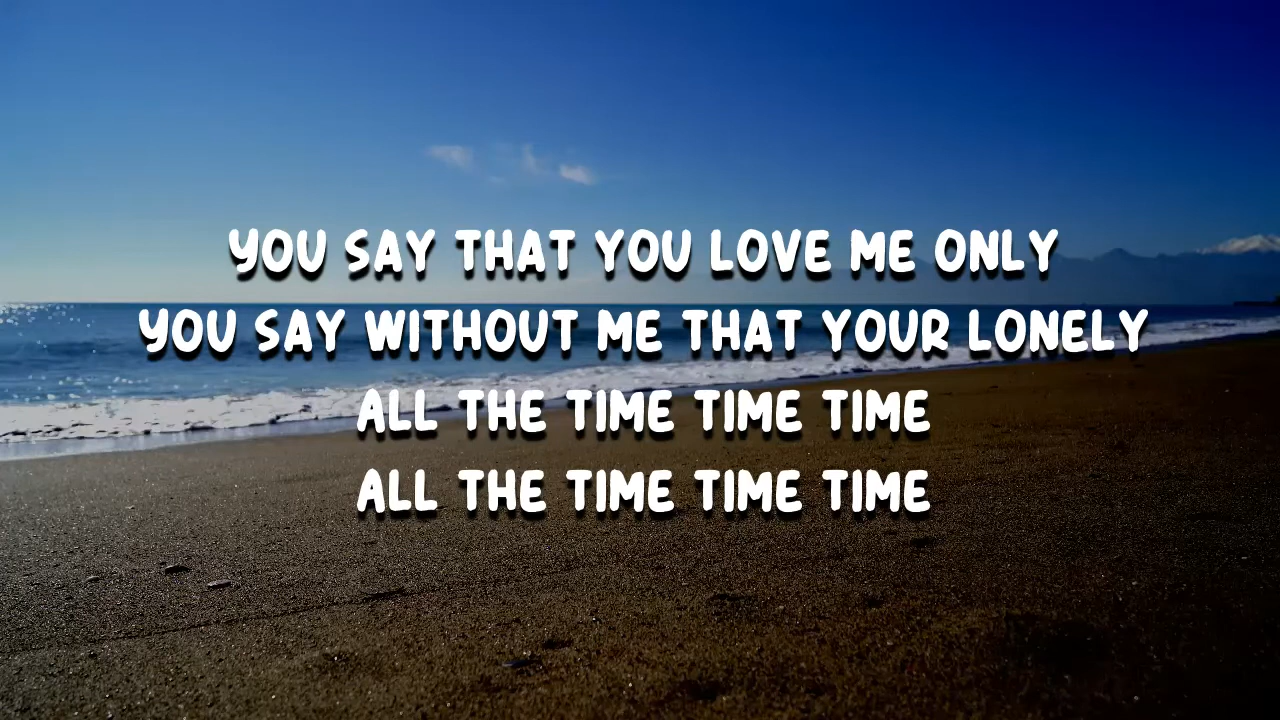 YOU SAY THAT YOU LOVE ME ONLY
YOU SAY WITHOUT ME THAT YOUR LONELY
ALL THE TIME TIME TIME
ALL THE TIME TIME TIME